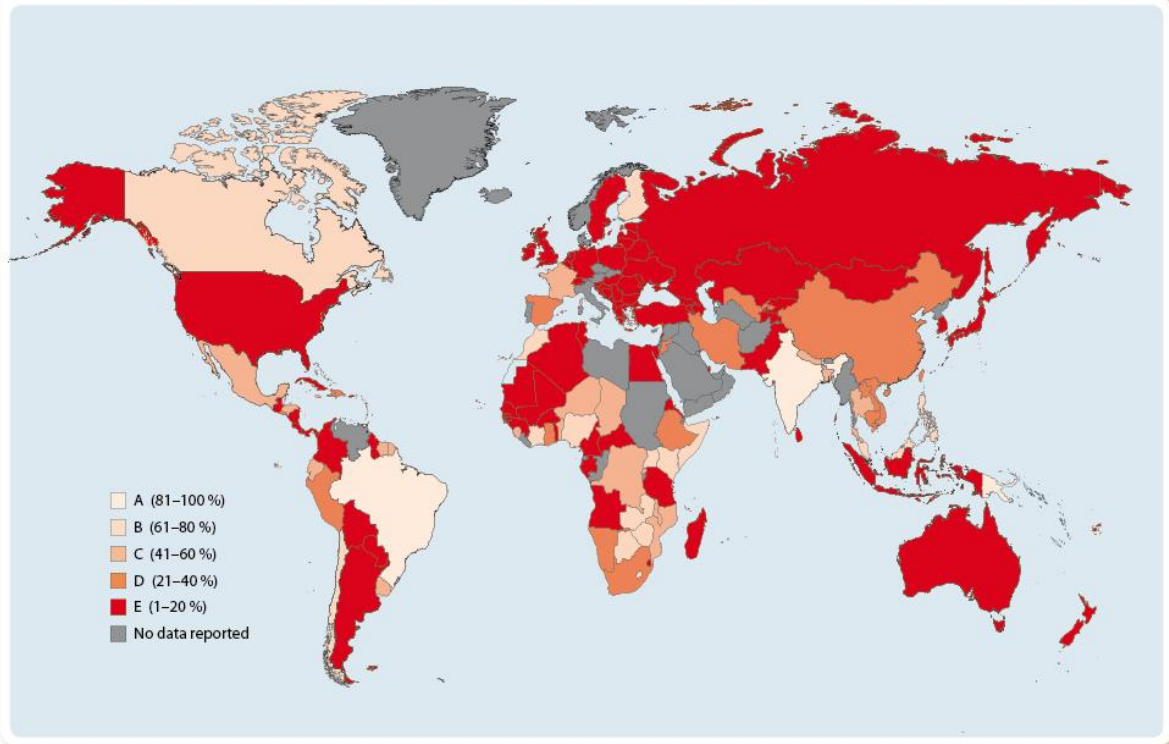 A (81–100 %)
B (61–80 %)
C (41–60 %)
D (21–40 %)
E (1–20 %)
No data reported